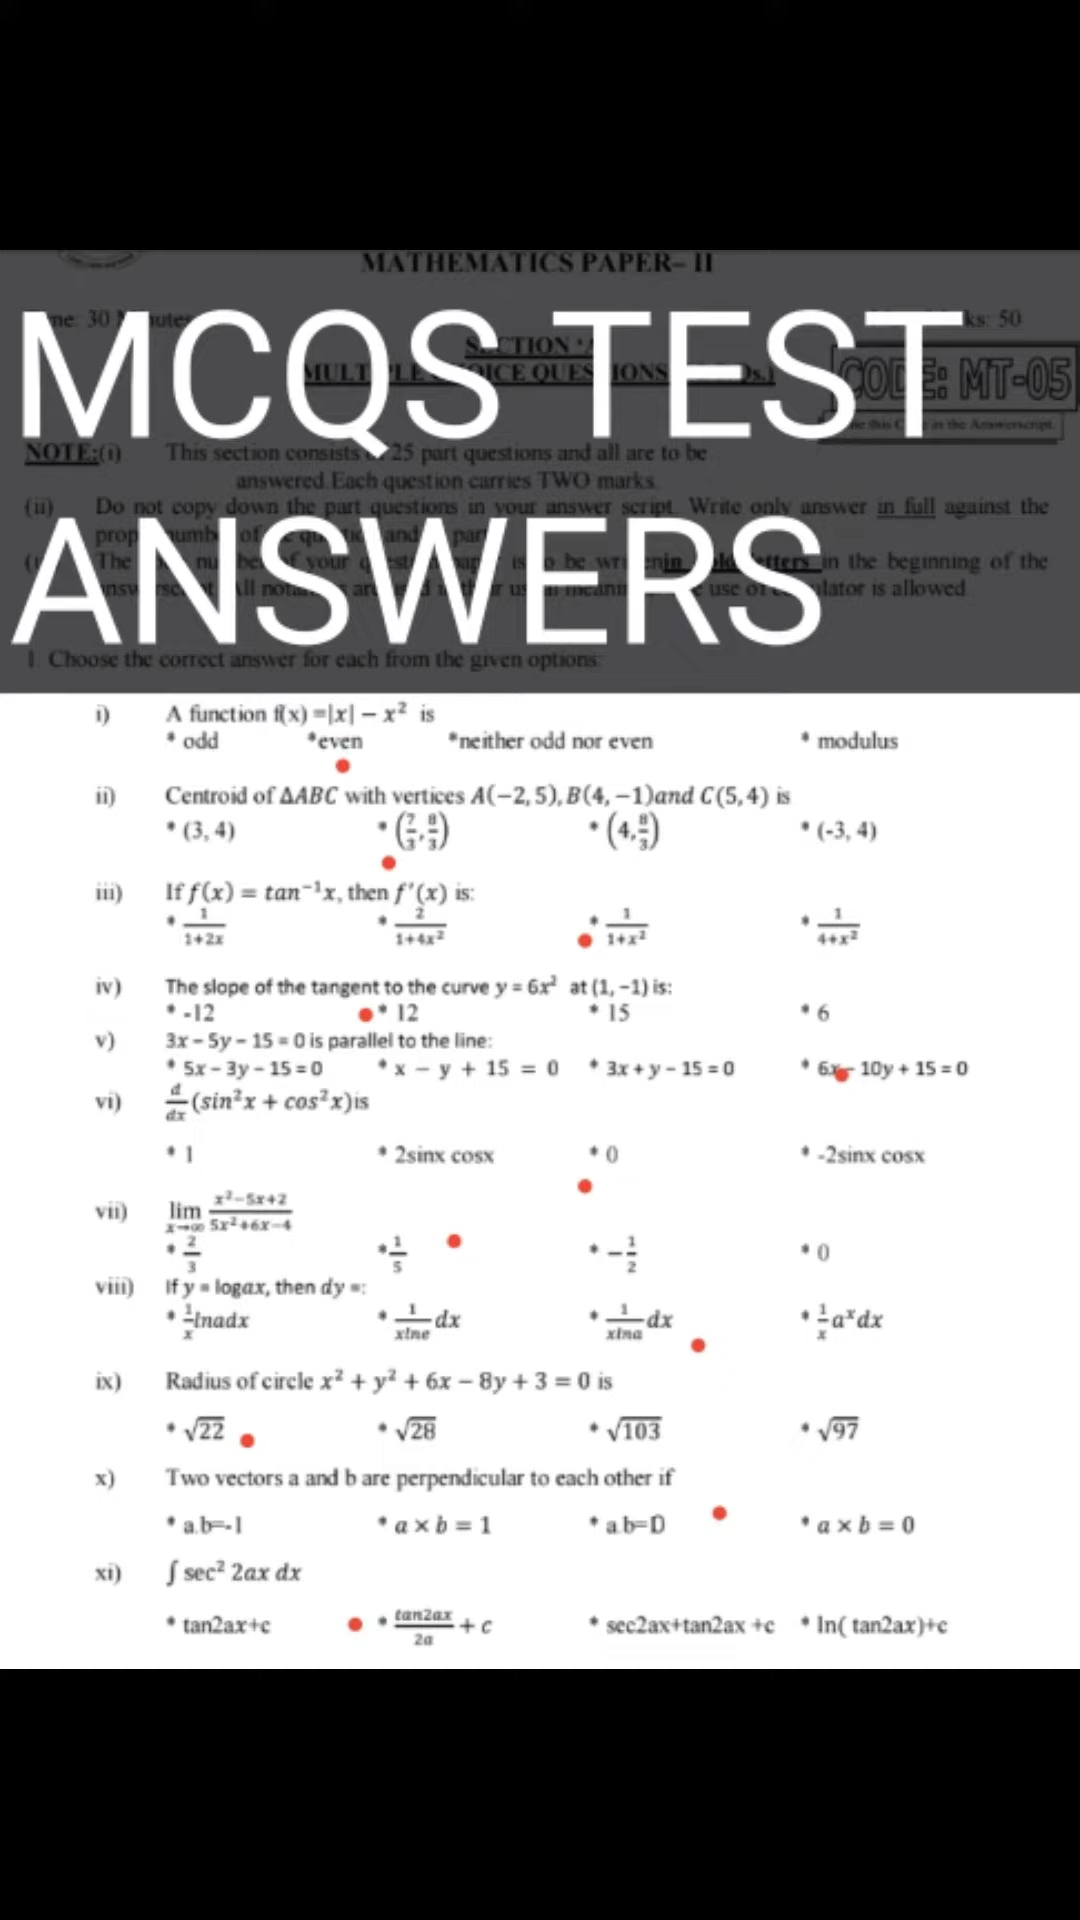 MATHEMATICS PAPER– II
MCQS TEST
ANSWERS
30
ks: 50
CODE: MT-05
in the Answerscript.
NOTE:(i) This section consists 25 part questions and all are to be
answered.Each question carries TWO marks.
(ii) Do not copy down the part questions in your answer script. Write only answer in full against the
The in the beginning of the
use of lator is allowed.
1. Choose the correct answer for each from the given options:
i) A function f(x) =|x| − x² is
* odd *even *neither odd nor even * modulus
ii) Centroid of ΔABC with vertices A(−2, 5), B(4, −1)and C(5, 4) is
* (3, 4) * (7/3, 8/3) * (4, 8/3) * (-3, 4)
iii) If f(x) = tan⁻¹x, then f′(x) is:
* 1/(1+2x) * 2/(1+4x²) * 1/(1+x²) * 1/(4+x²)
iv) The slope of the tangent to the curve y = 6x² at (1, −1) is:
* -12 * 12 * 15 * 6
v) 3x – 5y – 15 = 0 is parallel to the line:
* 5x – 3y – 15 = 0 * x − y + 15 = 0 * 3x + y – 15 = 0 * 6x – 10y + 15 = 0
vi) d/dx (sin²x + cos²x)is
* 1 * 2sinx cosx * 0 * -2sinx cosx
vii) lim x→∞ (x²−5x+2)/(5x²+6x−4)
* 2/3 * 1/5 * −1/2 * 0
viii) If y = logax, then dy =:
* 1/x lnadx * 1/(xlne) dx * 1/(xlna) dx * 1/x aˣdx
ix) Radius of circle x² + y² + 6x − 8y + 3 = 0 is
* √22 * √28 * √103 * √97
x) Two vectors a and b are perpendicular to each other if
* a.b=-1 * a × b = 1 * a.b=0 * a × b = 0
xi) ∫ sec² 2ax dx
* tan2ax+c * tan2ax/2a + c * sec2ax+tan2ax +c * ln( tan2ax)+c